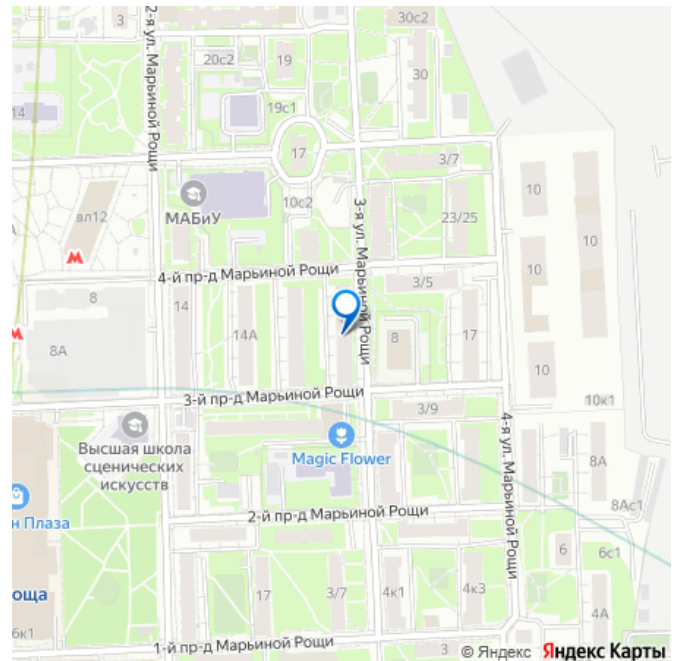 3
2-я ул. Марьиной Рощи
30с2
20с2
19
30
14
19с1
17
3/7
МАБиУ
10с2
3-я ул. Марьиной Рощи
10
вл12
23/25
10
4-й пр-д Марьиной Рощи
10
8
14
3/5
14А
8
17
8А
10
3-й пр-д Марьиной Рощи
10к1
3/9
Высшая школа
сценических
искусств
Magic Flower
4-я ул. Марьиной Рощи
8А
8Ас1
н Плаза
2-й пр-д Марьиной Рощи
6
6с1
оща
17
3/7
4к1
4к3
4А
6к1
1-й пр-д Марьиной Рощи
3
© Яндекс Яндекс Карты